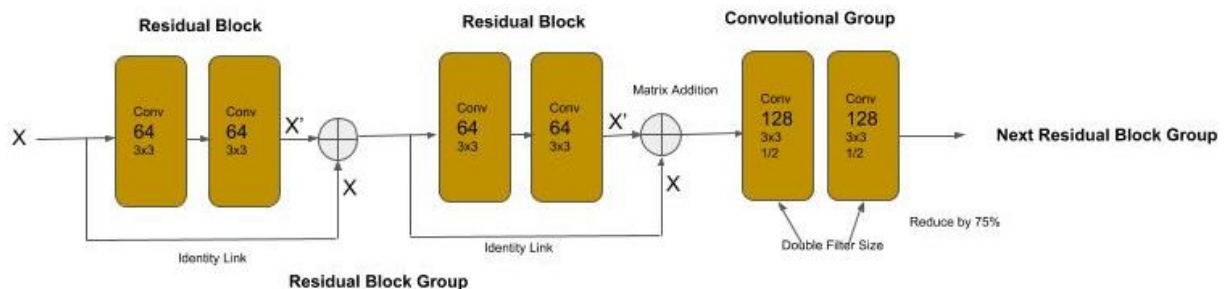 Residual Block
Residual Block
Convolutional Group
Conv
64
3x3
Conv
64
3x3
Conv
64
3x3
Conv
64
3x3
Conv
128
3x3
1/2
Conv
128
3x3
1/2
Matrix Addition
X
X'
X
X'
X
Next Residual Block Group
Identity Link
Identity Link
Double Filter Size
Reduce by 75%
Residual Block Group